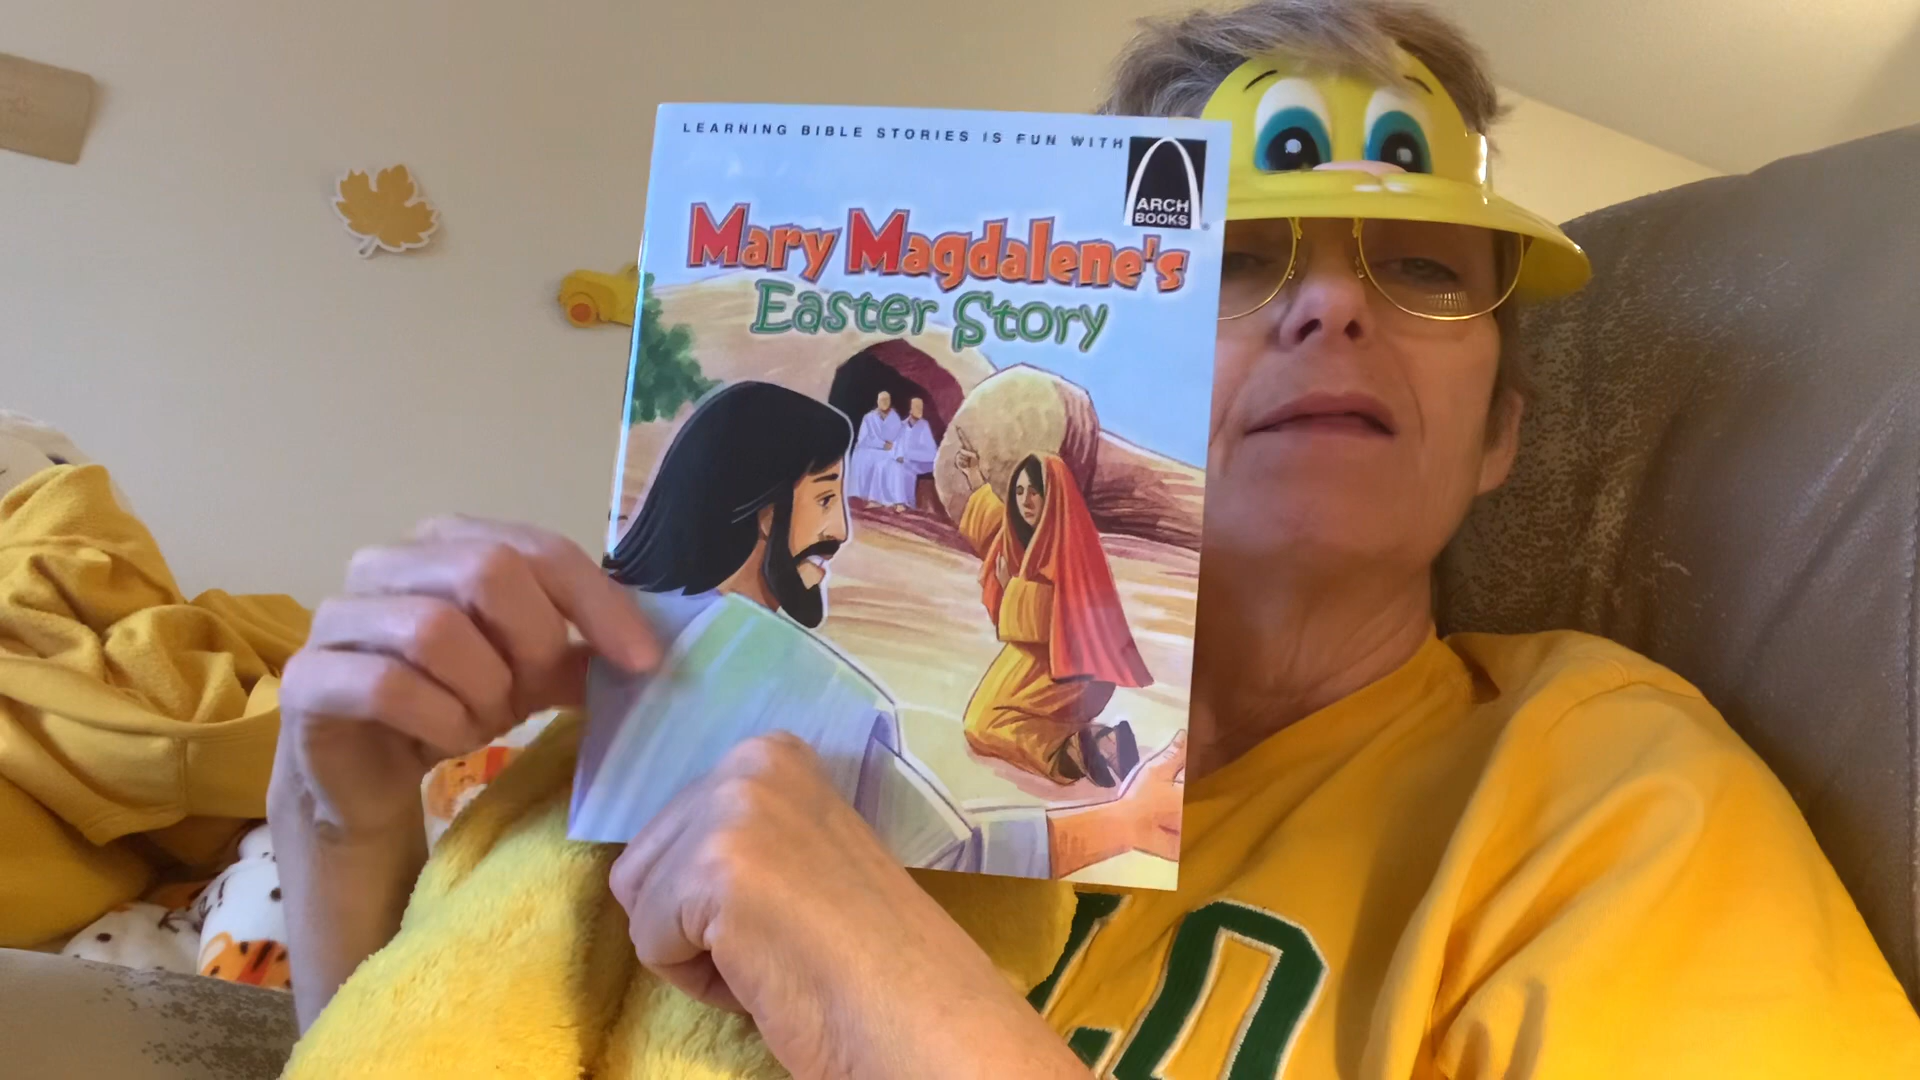 LEARNING BIBLE STORIES IS FUN WITH
ARCH
BOOKS
Mary Magdalene's
Easter Story